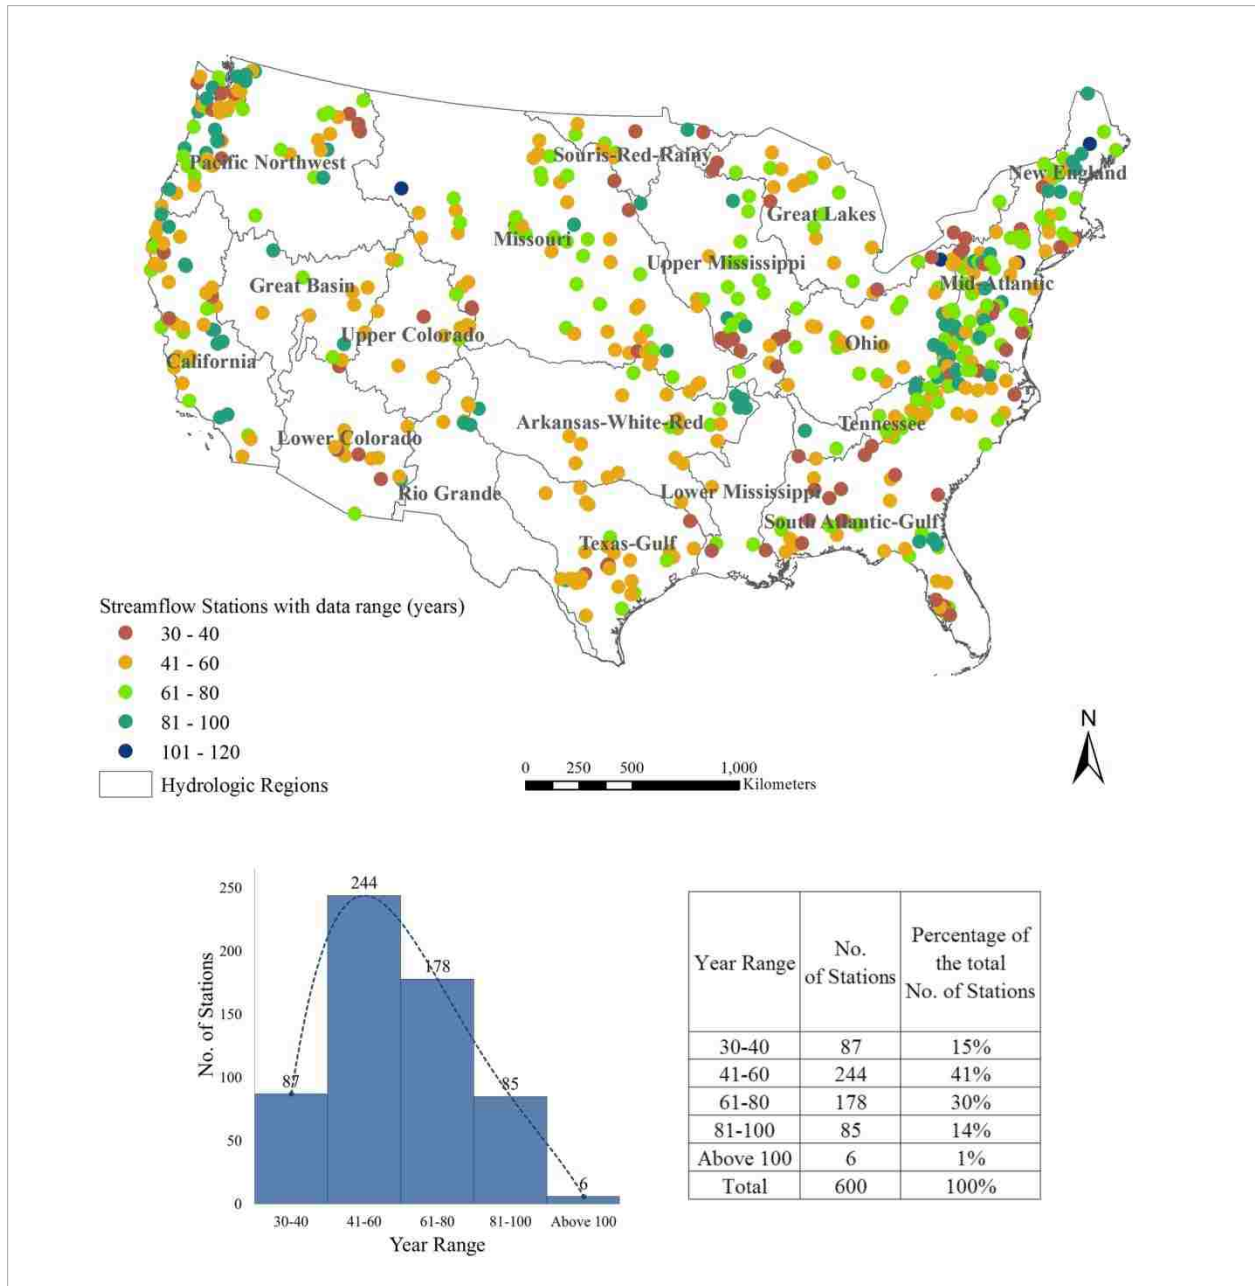 Pacific Northwest
Souris-Red-Rainy
New England
Great Lakes
Missouri
Upper Mississippi
Great Basin
Mid-Atlantic
Upper Colorado
Ohio
California
Arkansas-White-Red
Tennessee
Lower Colorado
Rio Grande
Lower Mississippi
South Atlantic-Gulf
Texas-Gulf
Streamflow Stations with data range (years)
30 - 40
41 - 60
61 - 80
81 - 100
101 - 120
Hydrologic Regions
0 250 500 1,000
Kilometers
N
No. of Stations
250
200
150
100
50
0
87
244
178
85
6
30-40 41-60 61-80 81-100 Above 100
Year Range
Year Range No. of Stations Percentage of the total No. of Stations
30-40 87 15%
41-60 244 41%
61-80 178 30%
81-100 85 14%
Above 100 6 1%
Total 600 100%